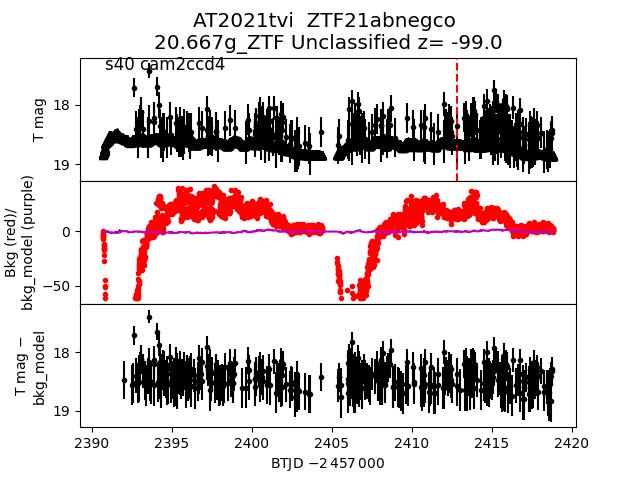 AT2021tvi  ZTF21abnegco
20.667g_ZTF Unclassified z= -99.0
s40 cam2ccd4
T mag
18
19
Bkg (red)/
bkg_model (purple)
0
−50
T mag −
bkg_model
18
19
2390 2395 2400 2405 2410 2415 2420
BTJD −2 457 000